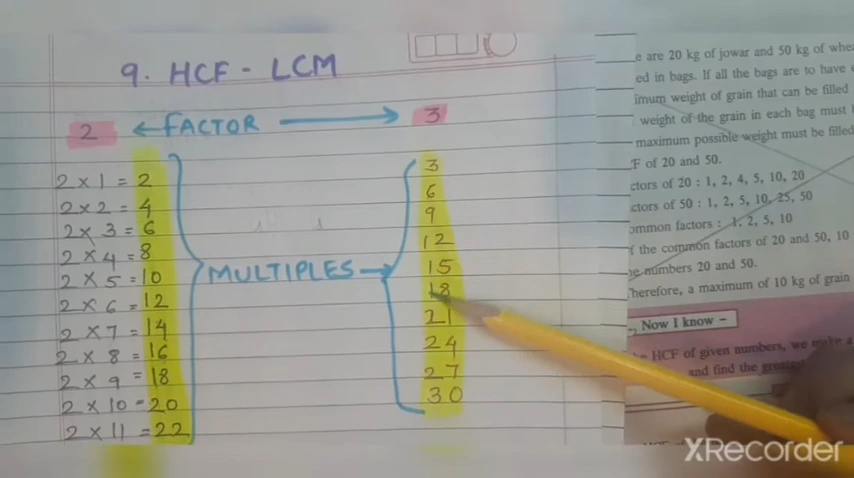 9. HCF - LCM
2 ← FACTOR → 3
2 × 1 = 2
2 × 2 = 4
2 × 3 = 6
2 × 4 = 8
2 × 5 = 10
2 × 6 = 12
2 × 7 = 14
2 × 8 = 16
2 × 9 = 18
2 × 10 = 20
2 × 11 = 22
MULTIPLES →
3
6
9
12
15
18
21
24
27
30
e are 20 kg of jowar and 50 kg of whea
ed in bags. If all the bags are to have
imum weight of grain that can be filled
weight of the grain in each bag must
maximum possible weight must be filled
F of 20 and 50.
ctors of 20 : 1, 2, 4, 5, 10, 20
ctors of 50 : 1, 2, 5, 10, 25, 50
ommon factors : 1, 2, 5, 10
f the common factors of 20 and 50, 10
he numbers 20 and 50.
Therefore, a maximum of 10 kg of grain
Now I know –
HCF of given numbers, we make a
and find the greatest
XRecorder